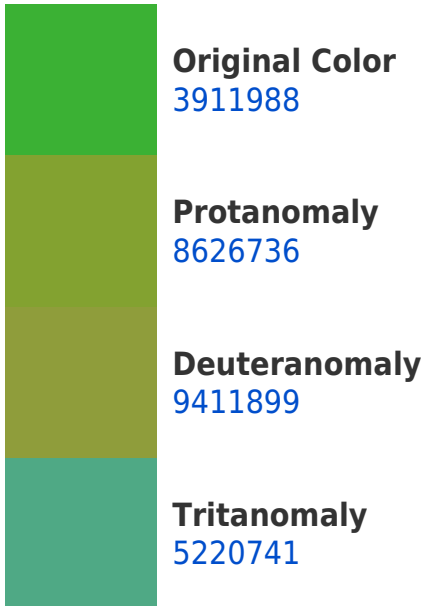 Original Color
3911988
Protanomaly
8626736
Deuteranomaly
9411899
Tritanomaly
5220741